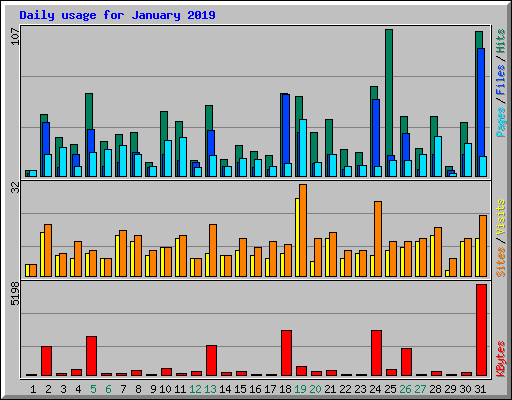 Daily usage for January 2019
107
Pages / Files / Hits
32
Sites / Visits
5198
KBytes
1 2 3 4 5 6 7 8 9 10 11 12 13 14 15 16 17 18 19 20 21 22 23 24 25 26 27 28 29 30 31